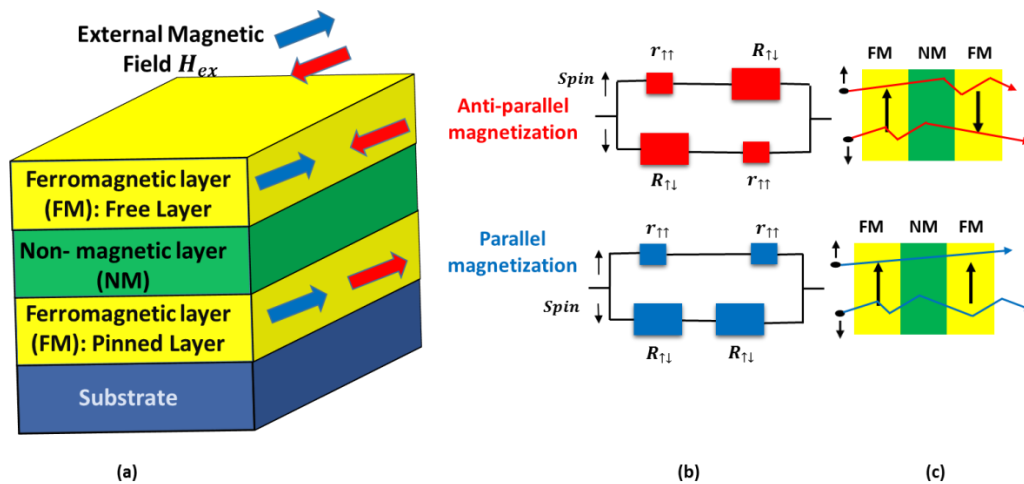 External Magnetic
Field H_ex
Ferromagnetic layer
(FM): Free Layer
Non- magnetic layer
(NM)
Ferromagnetic layer
(FM): Pinned Layer
Substrate
(a)
Anti-parallel
magnetization
Spin
r↑↑
R↑↓
R↑↓
r↑↑
Parallel
magnetization
r↑↑
r↑↑
Spin
R↑↓
R↑↓
(b)
FM NM FM
FM NM FM
(c)